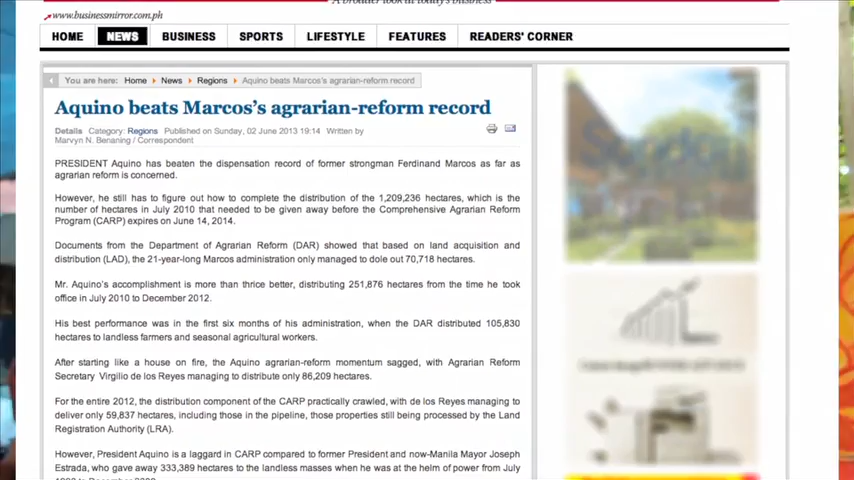 A broader look at today's business
www.businessmirror.com.ph
HOME NEWS BUSINESS SPORTS LIFESTYLE FEATURES READERS' CORNER
You are here: Home News Regions Aquino beats Marcos's agrarian-reform record
Aquino beats Marcos's agrarian-reform record
Details Category: Regions Published on Sunday, 02 June 2013 19:14 Written by
Marvyn N. Benaning / Correspondent
PRESIDENT Aquino has beaten the dispensation record of former strongman Ferdinand Marcos as far as
agrarian reform is concerned.
However, he still has to figure out how to complete the distribution of the 1,209,236 hectares, which is the
number of hectares in July 2010 that needed to be given away before the Comprehensive Agrarian Reform
Program (CARP) expires on June 14, 2014.
Documents from the Department of Agrarian Reform (DAR) showed that based on land acquisition and
distribution (LAD), the 21-year-long Marcos administration only managed to dole out 70,718 hectares.
Mr. Aquino's accomplishment is more than thrice better, distributing 251,876 hectares from the time he took
office in July 2010 to December 2012.
His best performance was in the first six months of his administration, when the DAR distributed 105,830
hectares to landless farmers and seasonal agricultural workers.
After starting like a house on fire, the Aquino agrarian-reform momentum sagged, with Agrarian Reform
Secretary Virgilio de los Reyes managing to distribute only 86,209 hectares.
For the entire 2012, the distribution component of the CARP practically crawled, with de los Reyes managing to
deliver only 59,837 hectares, including those in the pipeline, those properties still being processed by the Land
Registration Authority (LRA).
However, President Aquino is a laggard in CARP compared to former President and now-Manila Mayor Joseph
Estrada, who gave away 333,389 hectares to the landless masses when he was at the helm of power from July